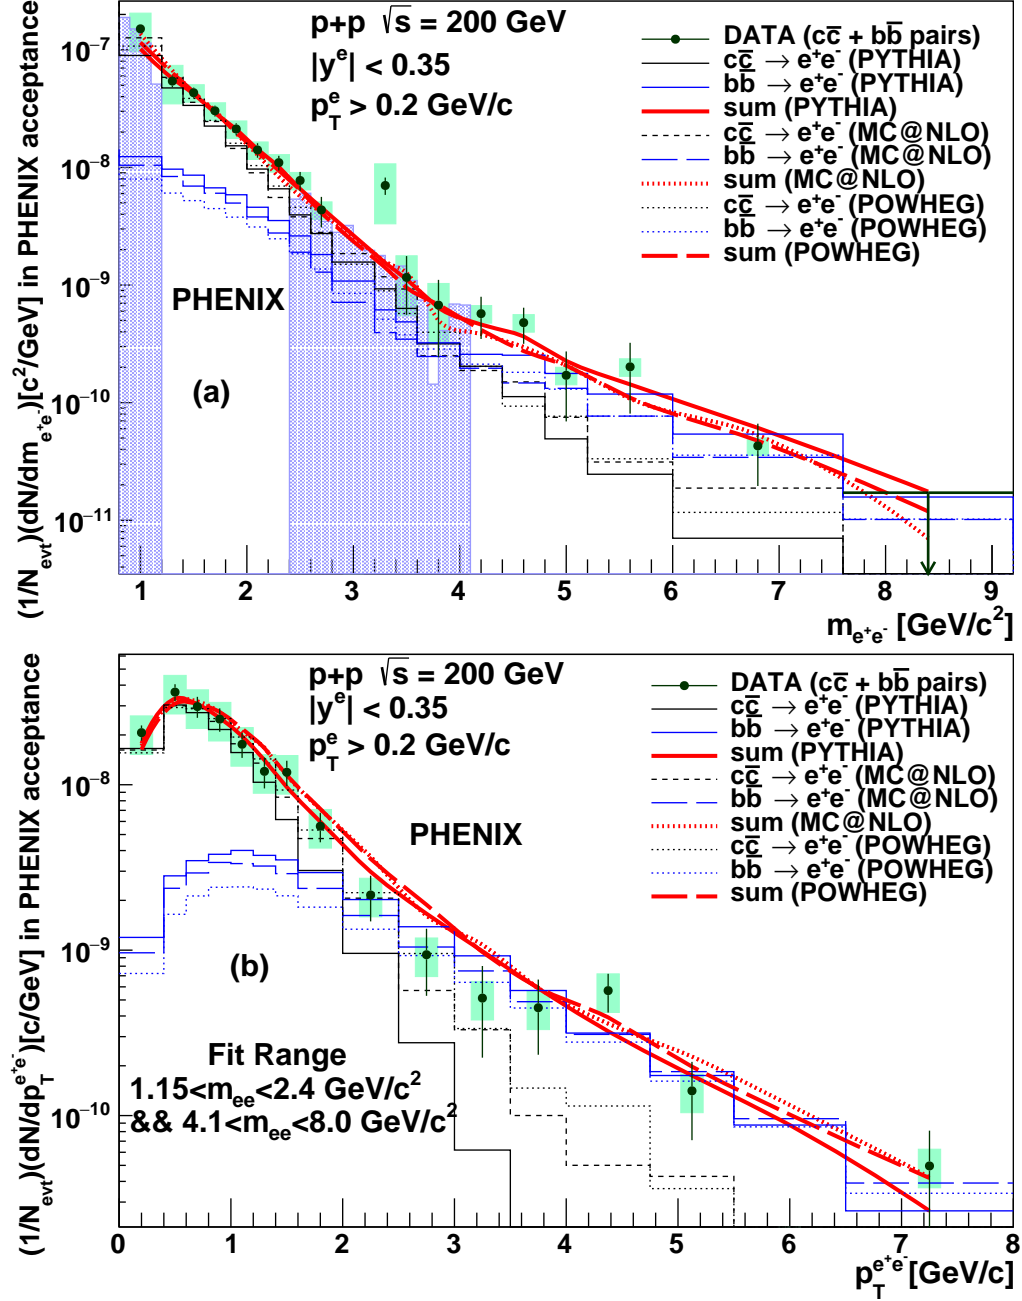 p+p √s = 200 GeV
|yᵉ| < 0.35
p_T^e > 0.2 GeV/c
DATA (cc̄ + bb̄ pairs)
cc̄ → e⁺e⁻ (PYTHIA)
bb̄ → e⁺e⁻ (PYTHIA)
sum (PYTHIA)
cc̄ → e⁺e⁻ (MC@NLO)
bb̄ → e⁺e⁻ (MC@NLO)
sum (MC@NLO)
cc̄ → e⁺e⁻ (POWHEG)
bb̄ → e⁺e⁻ (POWHEG)
sum (POWHEG)
(1/N_evt)(dN/dm_{e⁺e⁻})[c²/GeV] in PHENIX acceptance
10⁻⁷
10⁻⁸
10⁻⁹
10⁻¹⁰
10⁻¹¹
PHENIX
(a)
1 2 3 4 5 6 7 8 9
m_{e⁺e⁻} [GeV/c²]
p+p √s = 200 GeV
|yᵉ| < 0.35
p_T^e > 0.2 GeV/c
DATA (cc̄ + bb̄ pairs)
cc̄ → e⁺e⁻ (PYTHIA)
bb̄ → e⁺e⁻ (PYTHIA)
sum (PYTHIA)
cc̄ → e⁺e⁻ (MC@NLO)
bb̄ → e⁺e⁻ (MC@NLO)
sum (MC@NLO)
cc̄ → e⁺e⁻ (POWHEG)
bb̄ → e⁺e⁻ (POWHEG)
sum (POWHEG)
(1/N_evt)(dN/dp_T^{e⁺e⁻})[c/GeV] in PHENIX acceptance
10⁻⁸
10⁻⁹
10⁻¹⁰
PHENIX
(b)
Fit Range
1.15<m_ee<2.4 GeV/c²
&& 4.1<m_ee<8.0 GeV/c²
0 1 2 3 4 5 6 7 8
p_T^{e⁺e⁻}[GeV/c]